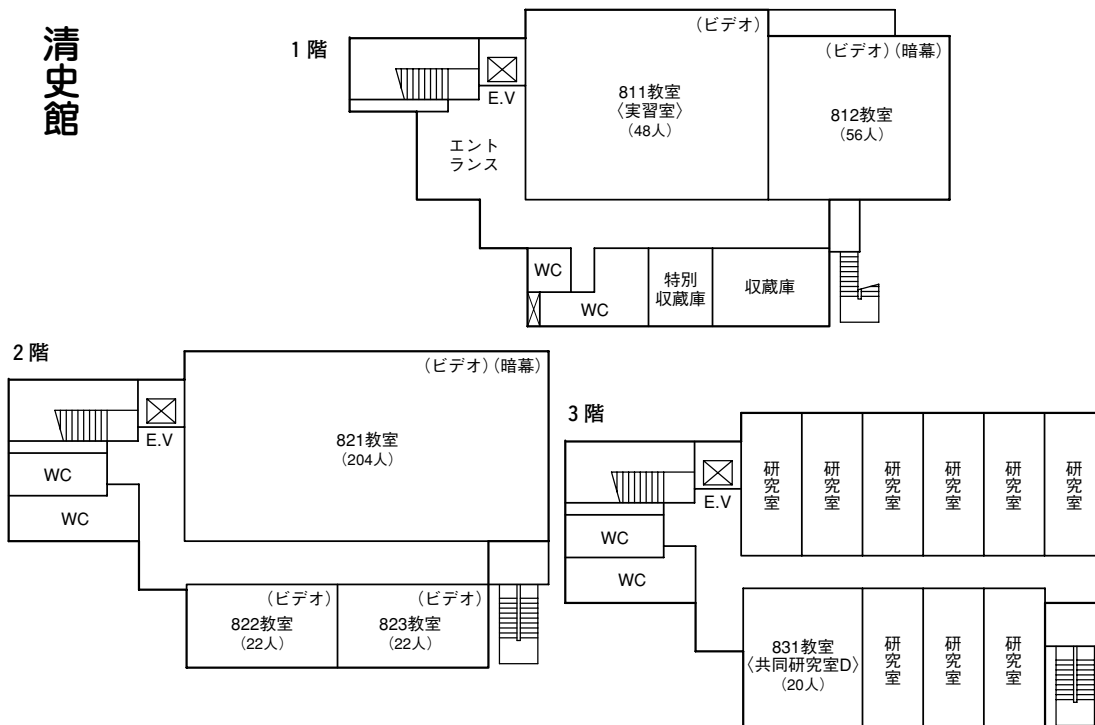 清史館
1階
(ビデオ)
(ビデオ)(暗幕)
E.V
811教室
〈実習室〉
(48人)
812教室
(56人)
エント
ランス
WC
WC
特別
収蔵庫
収蔵庫
2階
(ビデオ)(暗幕)
E.V
821教室
(204人)
WC
WC
(ビデオ)
822教室
(22人)
(ビデオ)
823教室
(22人)
3階
E.V
研究室
研究室
研究室
研究室
研究室
研究室
WC
WC
831教室
〈共同研究室D〉
(20人)
研究室
研究室
研究室